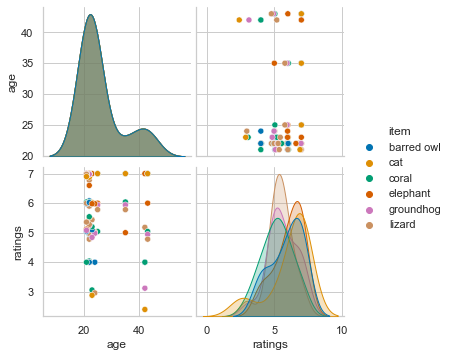 40
35
30
25
20
age
7
6
5
4
3
ratings
20
40
age
0
5
10
ratings
item
barred owl
cat
coral
elephant
groundhog
lizard